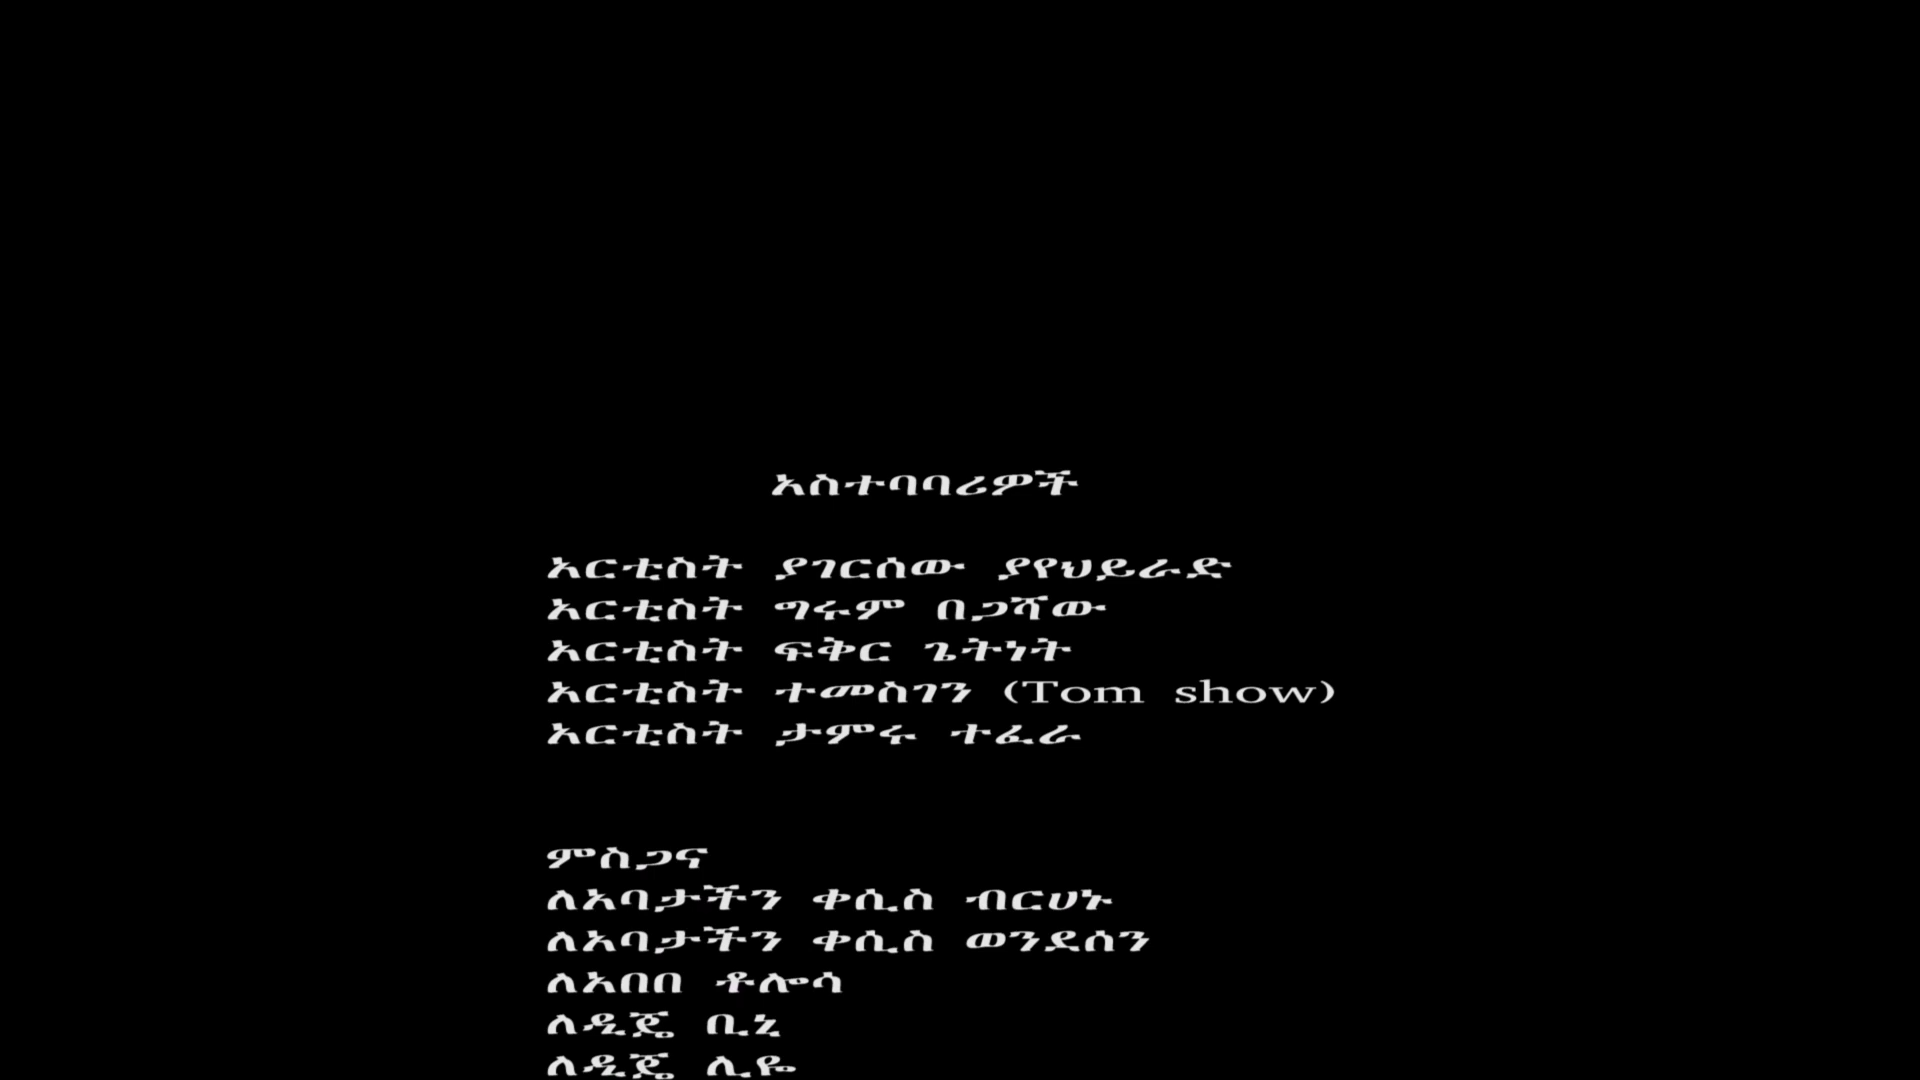 አስተባባሪዎች
አርቲስት ያገርሰው ያየህይራድ
አርቲስት ግሩም በጋሻው
አርቲስት ፍቅር ጌትነት
አርቲስት ተመስገን (Tom show)
አርቲስት ታምሩ ተፈራ
ምስጋና
ለአባታችን ቀሲስ ብርሀኑ
ለአባታችን ቀሲስ ወንደሰን
ለአበበ ቶሎሳ
ለዲጄ ቢኒ
ለዲጄ ሊዮ